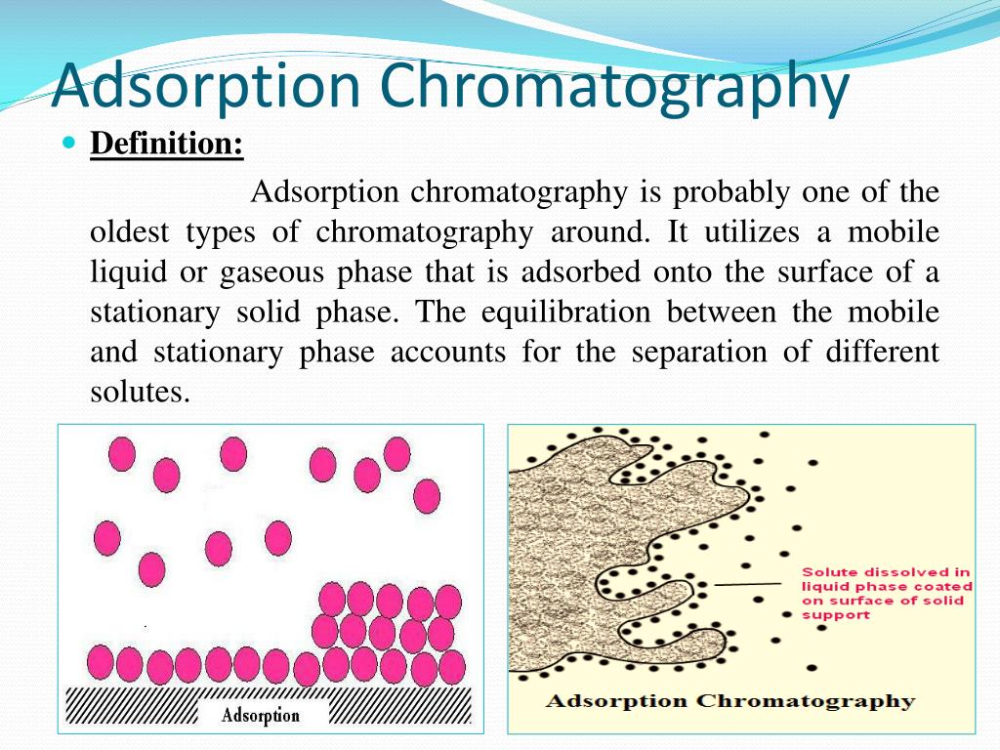 Adsorption Chromatography
Definition:
Adsorption chromatography is probably one of the
oldest types of chromatography around. It utilizes a mobile
liquid or gaseous phase that is adsorbed onto the surface of a
stationary solid phase. The equilibration between the mobile
and stationary phase accounts for the separation of different
solutes.
Adsorption
Solute dissolved in
liquid phase coated
on surface of solid
support
Adsorption Chromatography